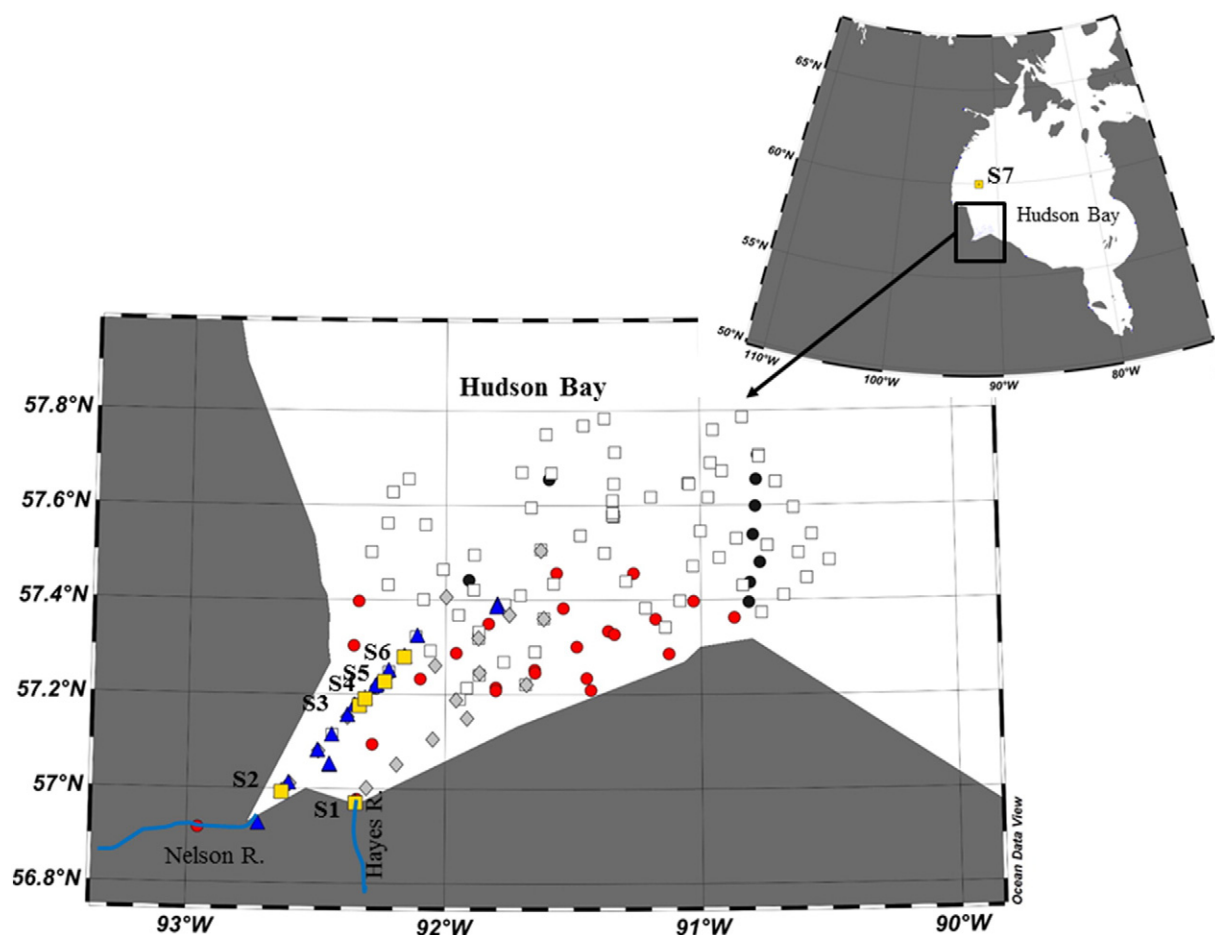 65°N
60°N
S7
Hudson Bay
55°N
50°N
110°W
100°W
90°W
80°W
Hudson Bay
57.8°N
57.6°N
57.4°N
57.2°N
57°N
56.8°N
S6
S5
S4
S3
S2
S1
Nelson R.
Hayes R.
93°W
92°W
91°W
90°W
Ocean Data View